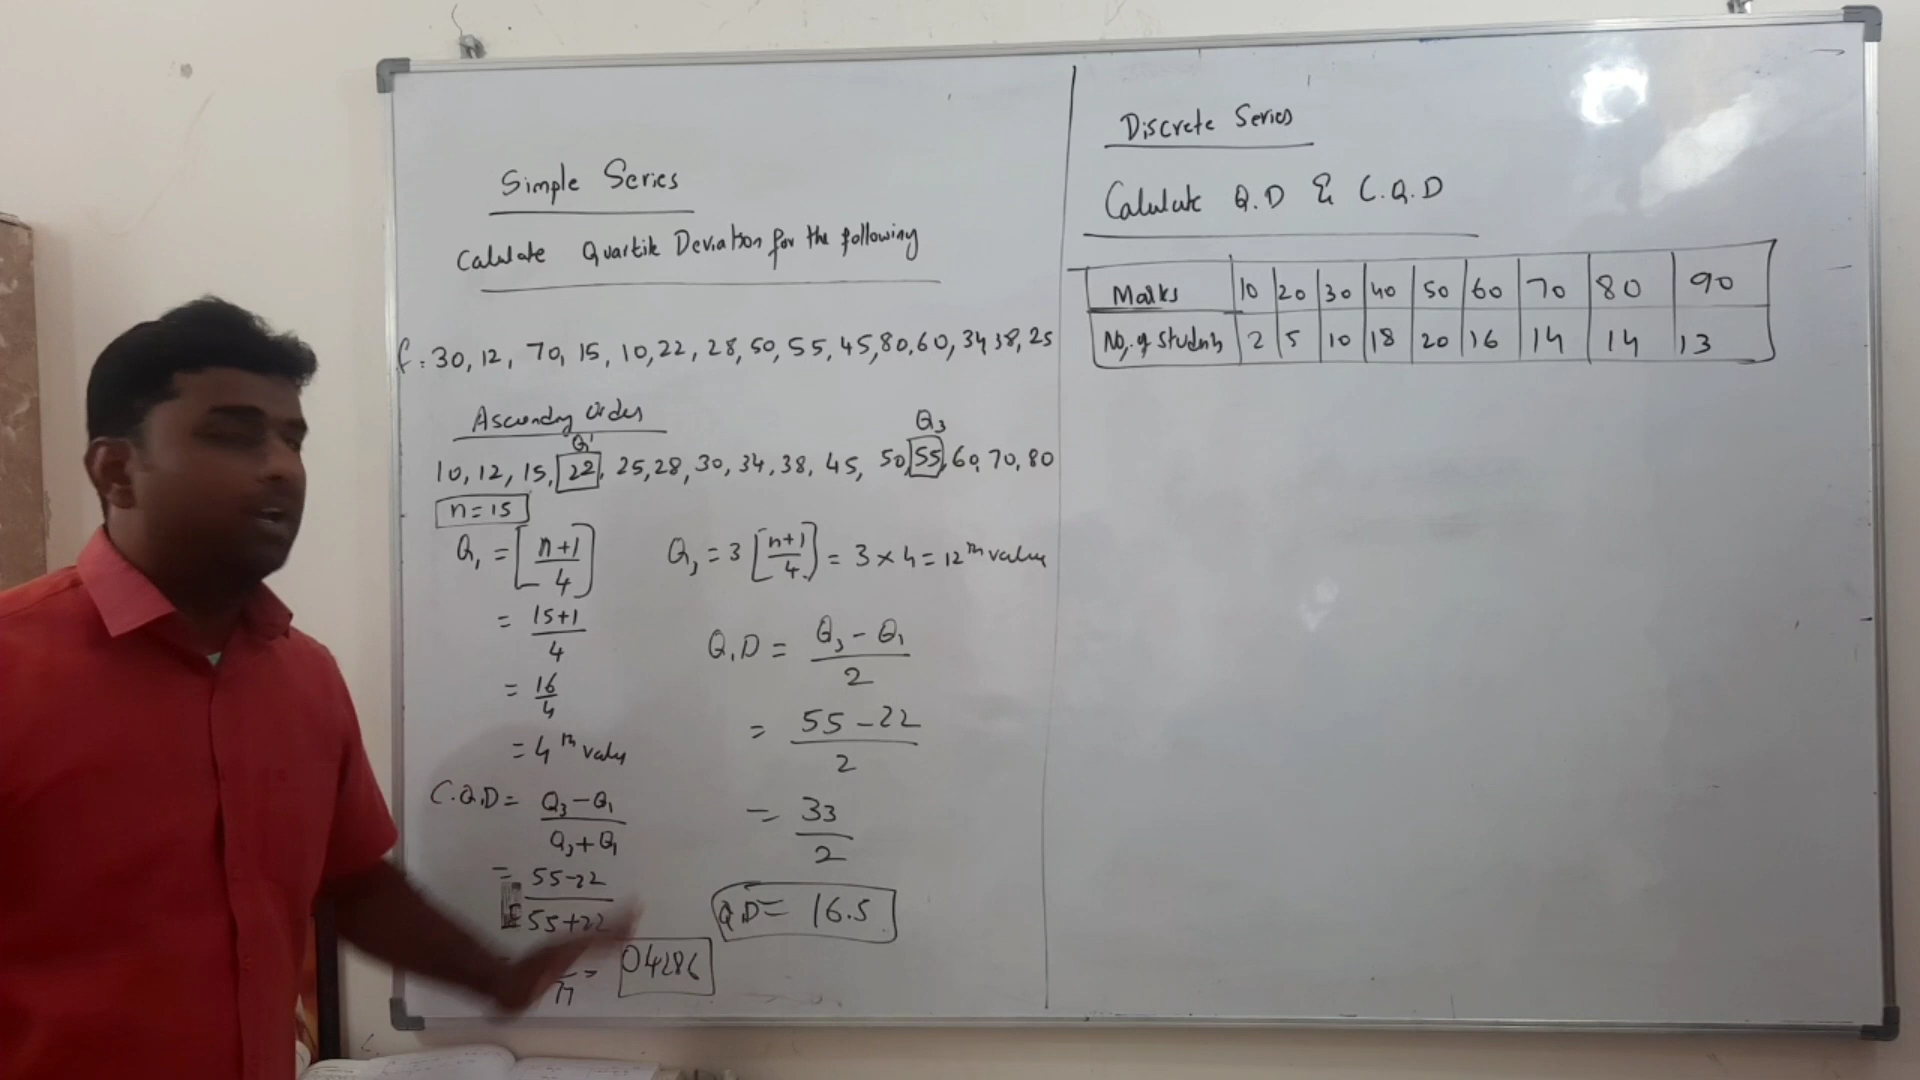 Simple Series
Calculate Quartile Deviation for the following
f : 30, 12, 70, 15, 10, 22, 28, 50, 55, 45, 80, 60, 34, 38, 25
Ascending Order
Q1 Q3
10, 12, 15, 22, 25, 28, 30, 34, 38, 45, 50, 55, 60, 70, 80
n = 15
Q1 = [n+1/4]
= 15+1/4
= 16/4
= 4th value
Q3 = 3 [n+1/4] = 3 × 4 = 12th value
Q.D = Q3 - Q1/2
= 55 - 22/2
= 33/2
QD = 16.5
C.Q.D = Q3 - Q1/Q3 + Q1
= 55-22/55+22
77 = 04286
Discrete Series
Calulate Q.D & C.Q.D
Marks 10 20 30 40 50 60 70 80 90
No. of Students 2 5 10 18 20 16 14 14 13